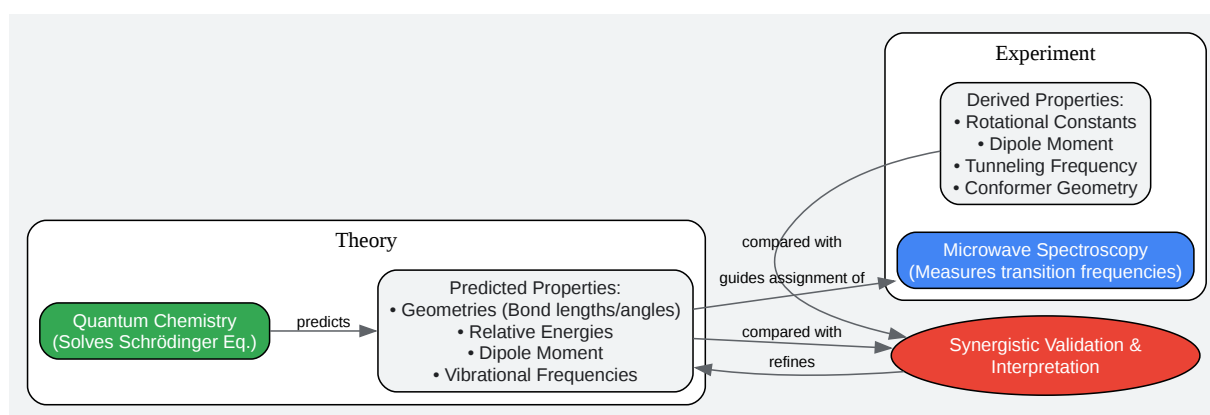 Theory
Quantum Chemistry
(Solves Schrödinger Eq.)
predicts
Predicted Properties:
• Geometries (Bond lengths/angles)
• Relative Energies
• Dipole Moment
• Vibrational Frequencies
compared with
guides assignment of
compared with
refines
Experiment
Derived Properties:
• Rotational Constants
• Dipole Moment
• Tunneling Frequency
• Conformer Geometry
Microwave Spectroscopy
(Measures transition frequencies)
Synergistic Validation &
Interpretation